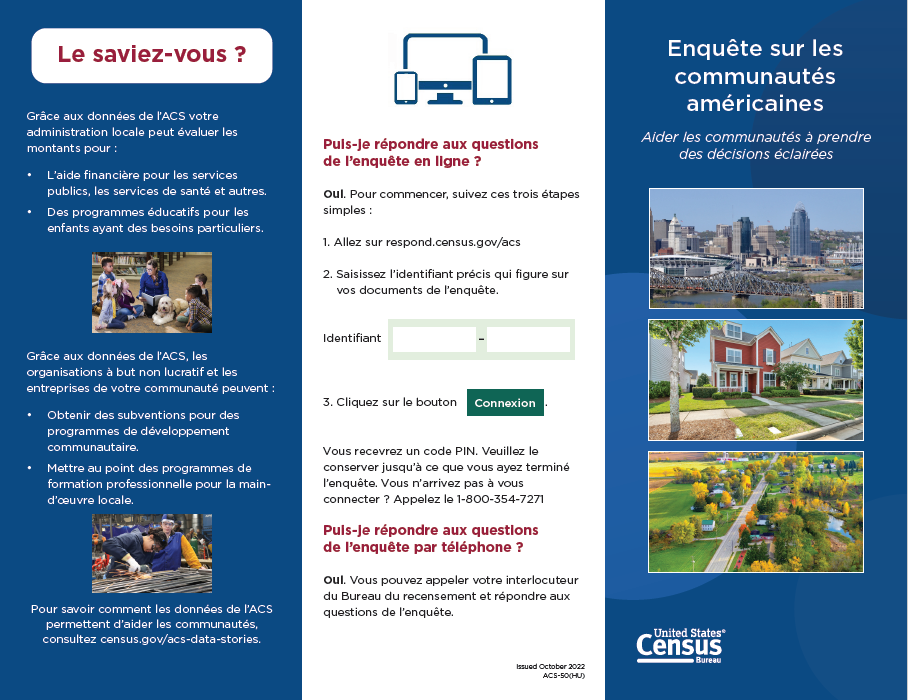 Le saviez-vous ?
Grâce aux données de l'ACS votre
administration locale peut évaluer les
montants pour :
• L'aide financière pour les services
publics, les services de santé et autres.
• Des programmes éducatifs pour les
enfants ayant des besoins particuliers.
Grâce aux données de l'ACS, les
organisations à but non lucratif et les
entreprises de votre communauté peuvent :
• Obtenir des subventions pour des
programmes de développement
communautaire.
• Mettre au point des programmes de
formation professionnelle pour la main-
d'œuvre locale.
Pour savoir comment les données de l'ACS
permettent d'aider les communautés,
consultez census.gov/acs-data-stories.
Puis-je répondre aux questions
de l'enquête en ligne ?
Oui. Pour commencer, suivez ces trois étapes
simples :
1. Allez sur respond.census.gov/acs
2. Saisissez l'identifiant précis qui figure sur
vos documents de l'enquête.
Identifiant –
3. Cliquez sur le bouton Connexion .
Vous recevrez un code PIN. Veuillez le
conserver jusqu'à ce que vous ayez terminé
l'enquête. Vous n'arrivez pas à vous
connecter ? Appelez le 1-800-354-7271
Puis-je répondre aux questions
de l'enquête par téléphone ?
Oui. Vous pouvez appeler votre interlocuteur
du Bureau du recensement et répondre aux
questions de l'enquête.
Issued October 2022
ACS-50(HU)
Enquête sur les
communautés
américaines
Aider les communautés à prendre
des décisions éclairées
United States®
Census
Bureau